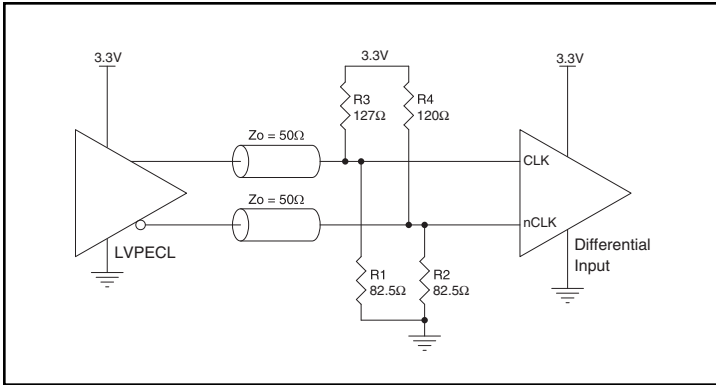 3.3V
3.3V
3.3V
R3
127Ω
R4
120Ω
Zo = 50Ω
CLK
Zo = 50Ω
nCLK
LVPECL
Differential
Input
R1
82.5Ω
R2
82.5Ω